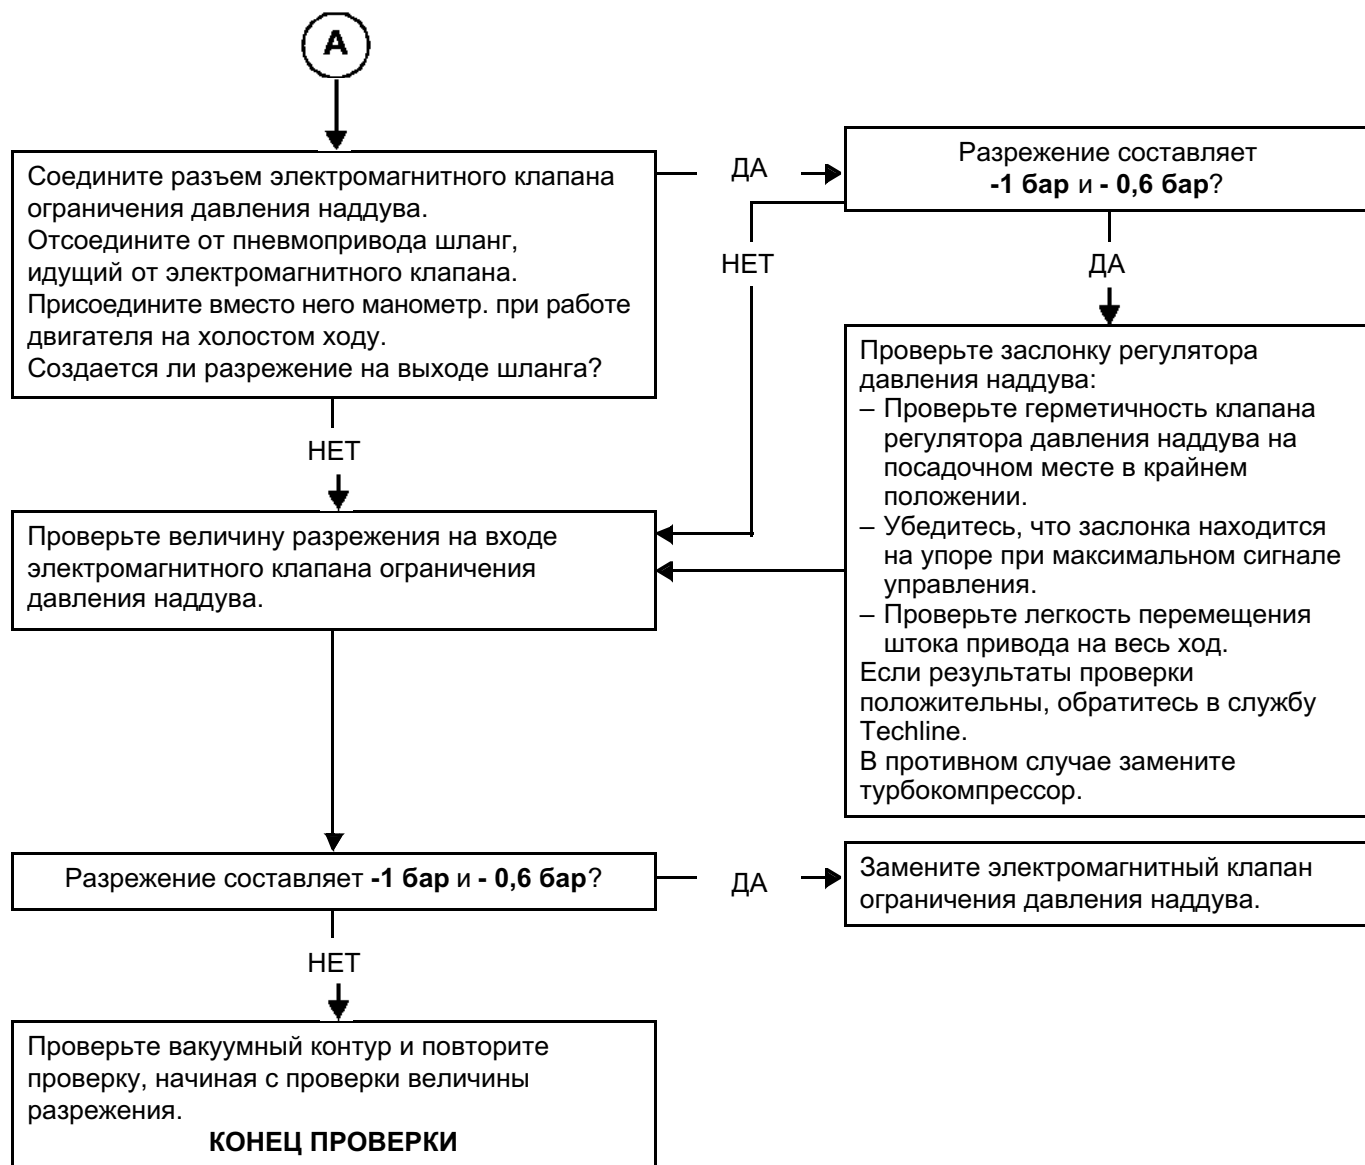 A
Соедините разъем электромагнитного клапана
ограничения давления наддува.
Отсоедините от пневмопривода шланг,
идущий от электромагнитного клапана.
Присоедините вместо него манометр. при работе
двигателя на холостом ходу.
Создается ли разрежение на выходе шланга?
ДА
Разрежение составляет
-1 бар и - 0,6 бар?
НЕТ
ДА
НЕТ
Проверьте заслонку регулятора
давления наддува:
– Проверьте герметичность клапана
регулятора давления наддува на
посадочном месте в крайнем
положении.
– Убедитесь, что заслонка находится
на упоре при максимальном сигнале
управления.
– Проверьте легкость перемещения
штока привода на весь ход.
Если результаты проверки
положительны, обратитесь в службу
Techline.
В противном случае замените
турбокомпрессор.
Проверьте величину разрежения на входе
электромагнитного клапана ограничения
давления наддува.
Разрежение составляет -1 бар и - 0,6 бар?
ДА
Замените электромагнитный клапан
ограничения давления наддува.
НЕТ
Проверьте вакуумный контур и повторите
проверку, начиная с проверки величины
разрежения.
КОНЕЦ ПРОВЕРКИ